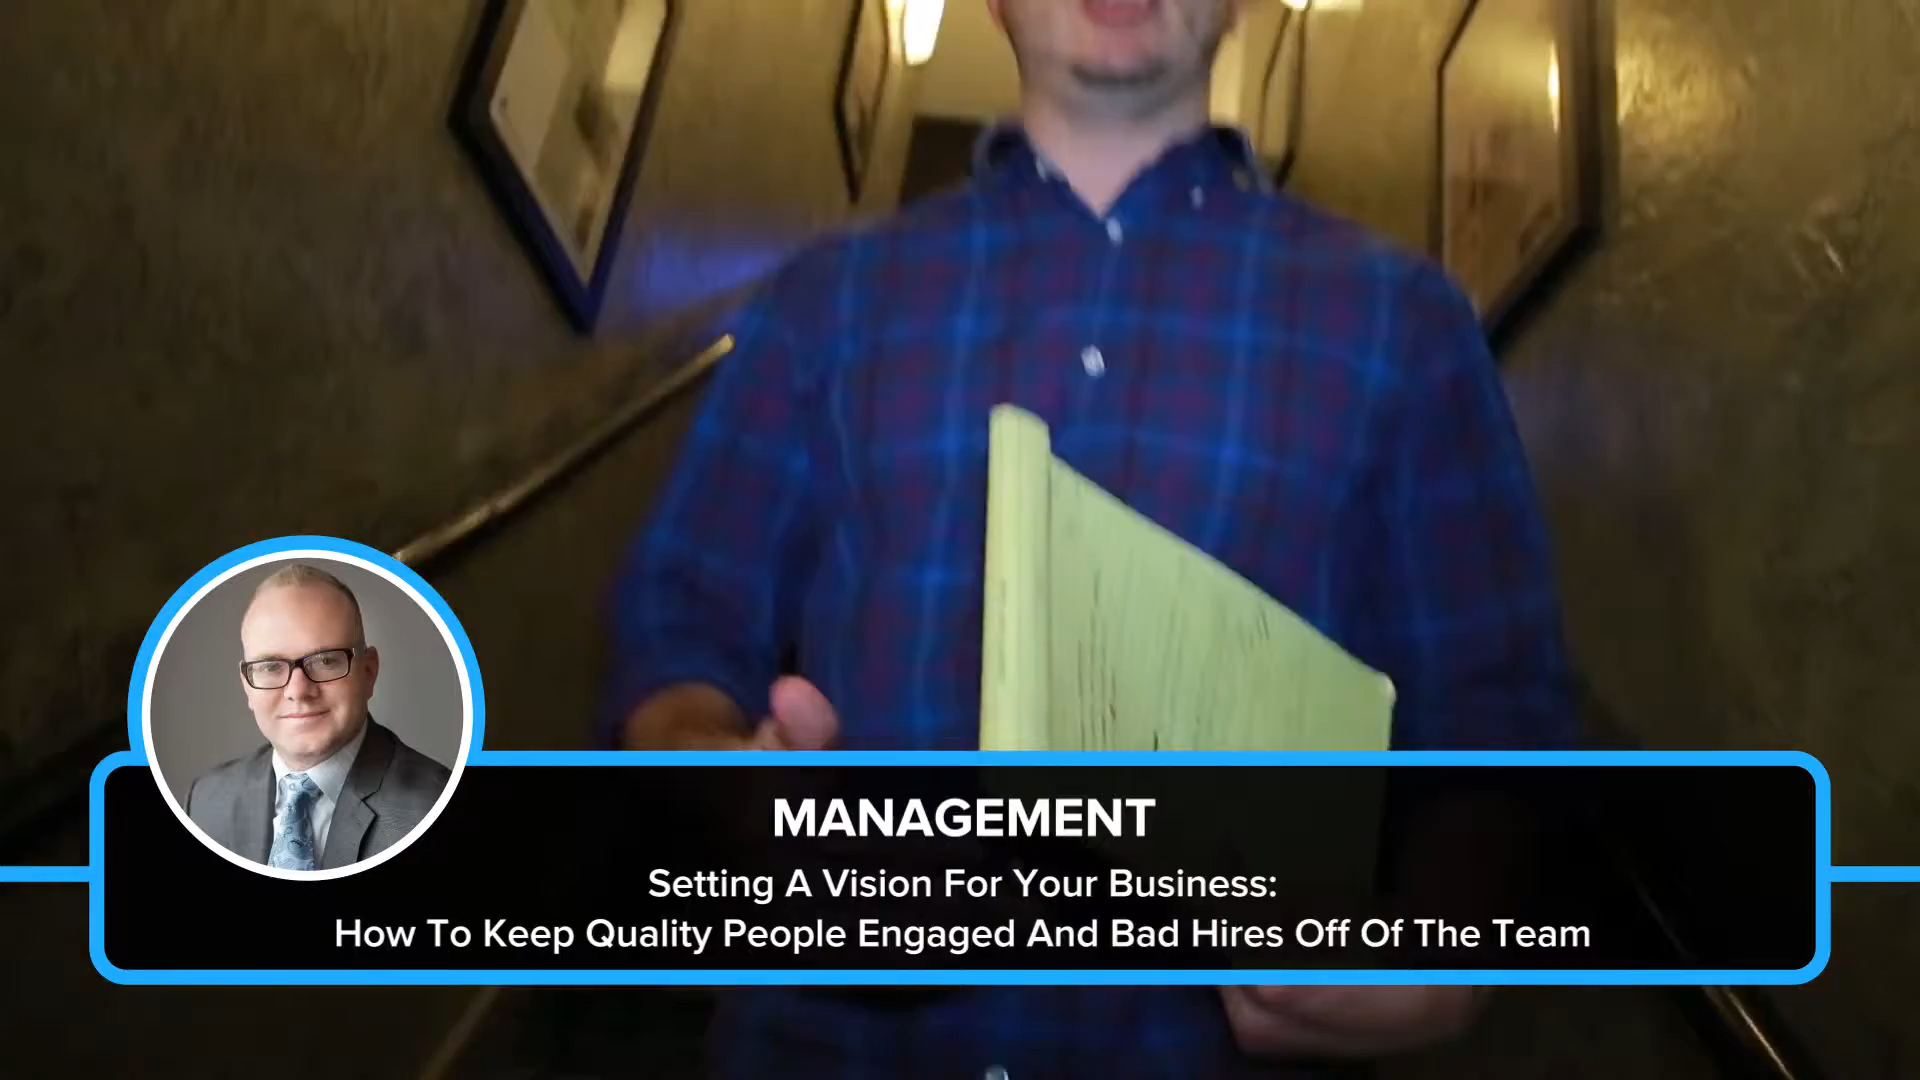 MANAGEMENT
Setting A Vision For Your Business:
How To Keep Quality People Engaged And Bad Hires Off Of The Team